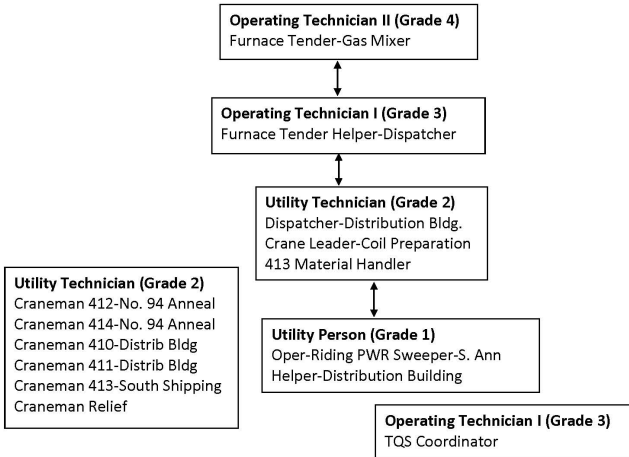 Operating Technician II (Grade 4)
Furnace Tender-Gas Mixer
Operating Technician I (Grade 3)
Furnace Tender Helper-Dispatcher
Utility Technician (Grade 2)
Dispatcher-Distribution Bldg.
Crane Leader-Coil Preparation
413 Material Handler
Utility Technician (Grade 2)
Craneman 412-No. 94 Anneal
Craneman 414-No. 94 Anneal
Craneman 410-Distrib Bldg
Craneman 411-Distrib Bldg
Craneman 413-South Shipping
Craneman Relief
Utility Person (Grade 1)
Oper-Riding PWR Sweeper-S. Ann
Helper-Distribution Building
Operating Technician I (Grade 3)
TQS Coordinator